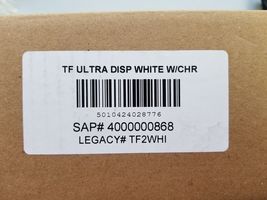 TF ULTRA DISP WHITE W/CHR
5010424028776
SAP# 4000000868
LEGACY# TF2WHI